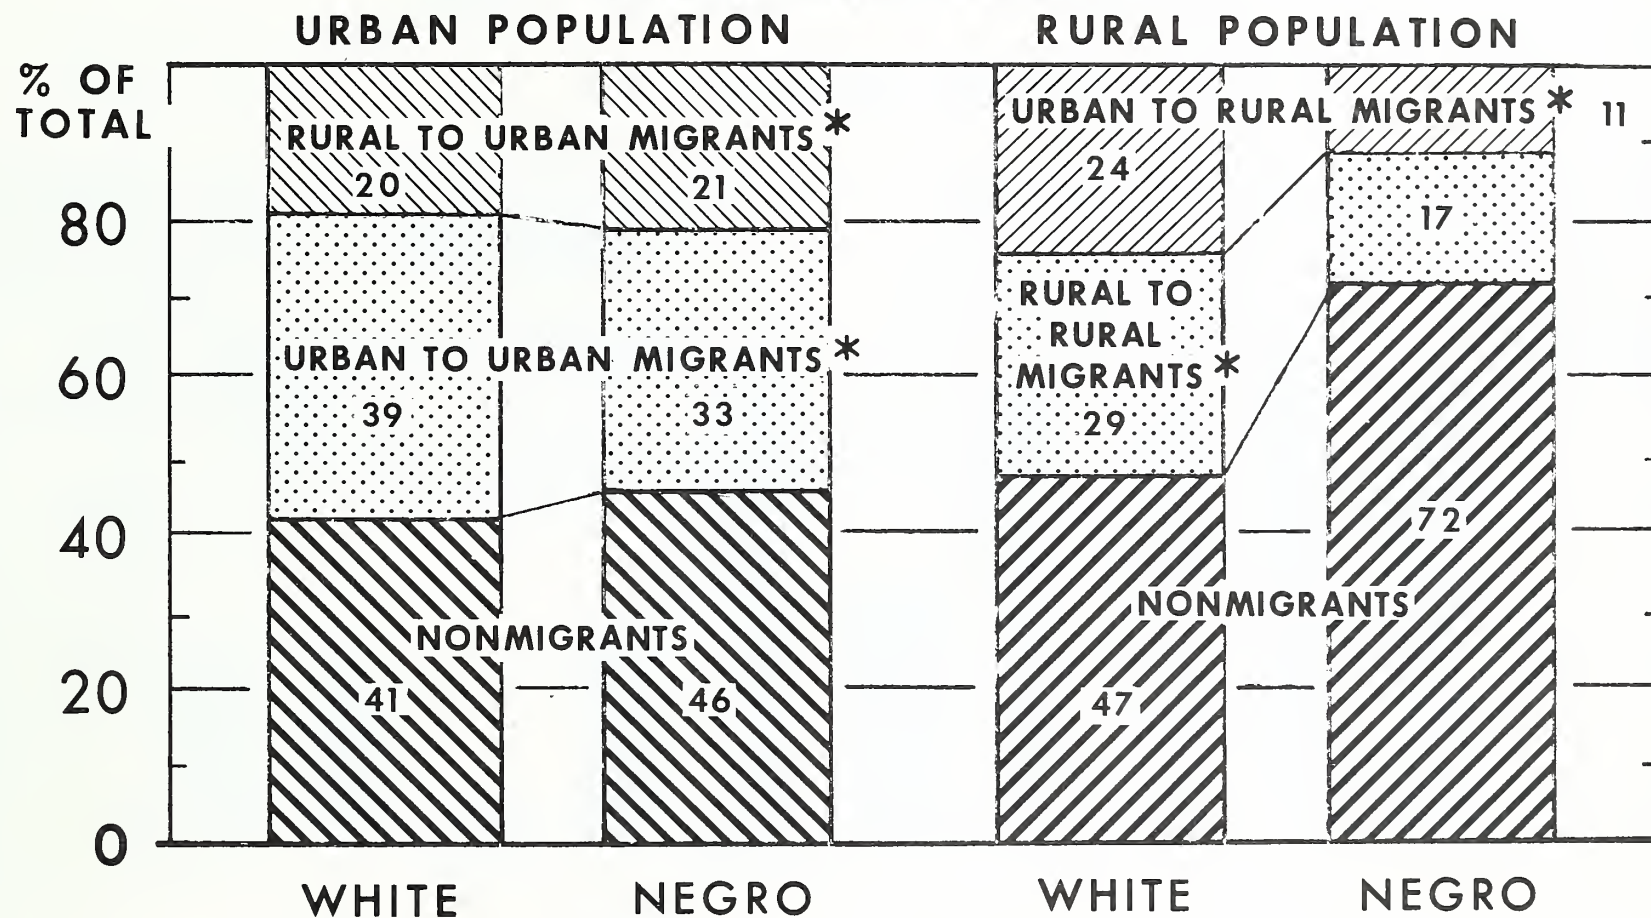 URBAN POPULATION
RURAL POPULATION
% OF
TOTAL
RURAL TO URBAN MIGRANTS *
20
21
URBAN TO RURAL MIGRANTS * 11
24
17
80
RURAL TO
RURAL
MIGRANTS *
29
URBAN TO URBAN MIGRANTS *
60
39
33
40
72
NONMIGRANTS
NONMIGRANTS
20
41
46
47
0
WHITE
NEGRO
WHITE
NEGRO